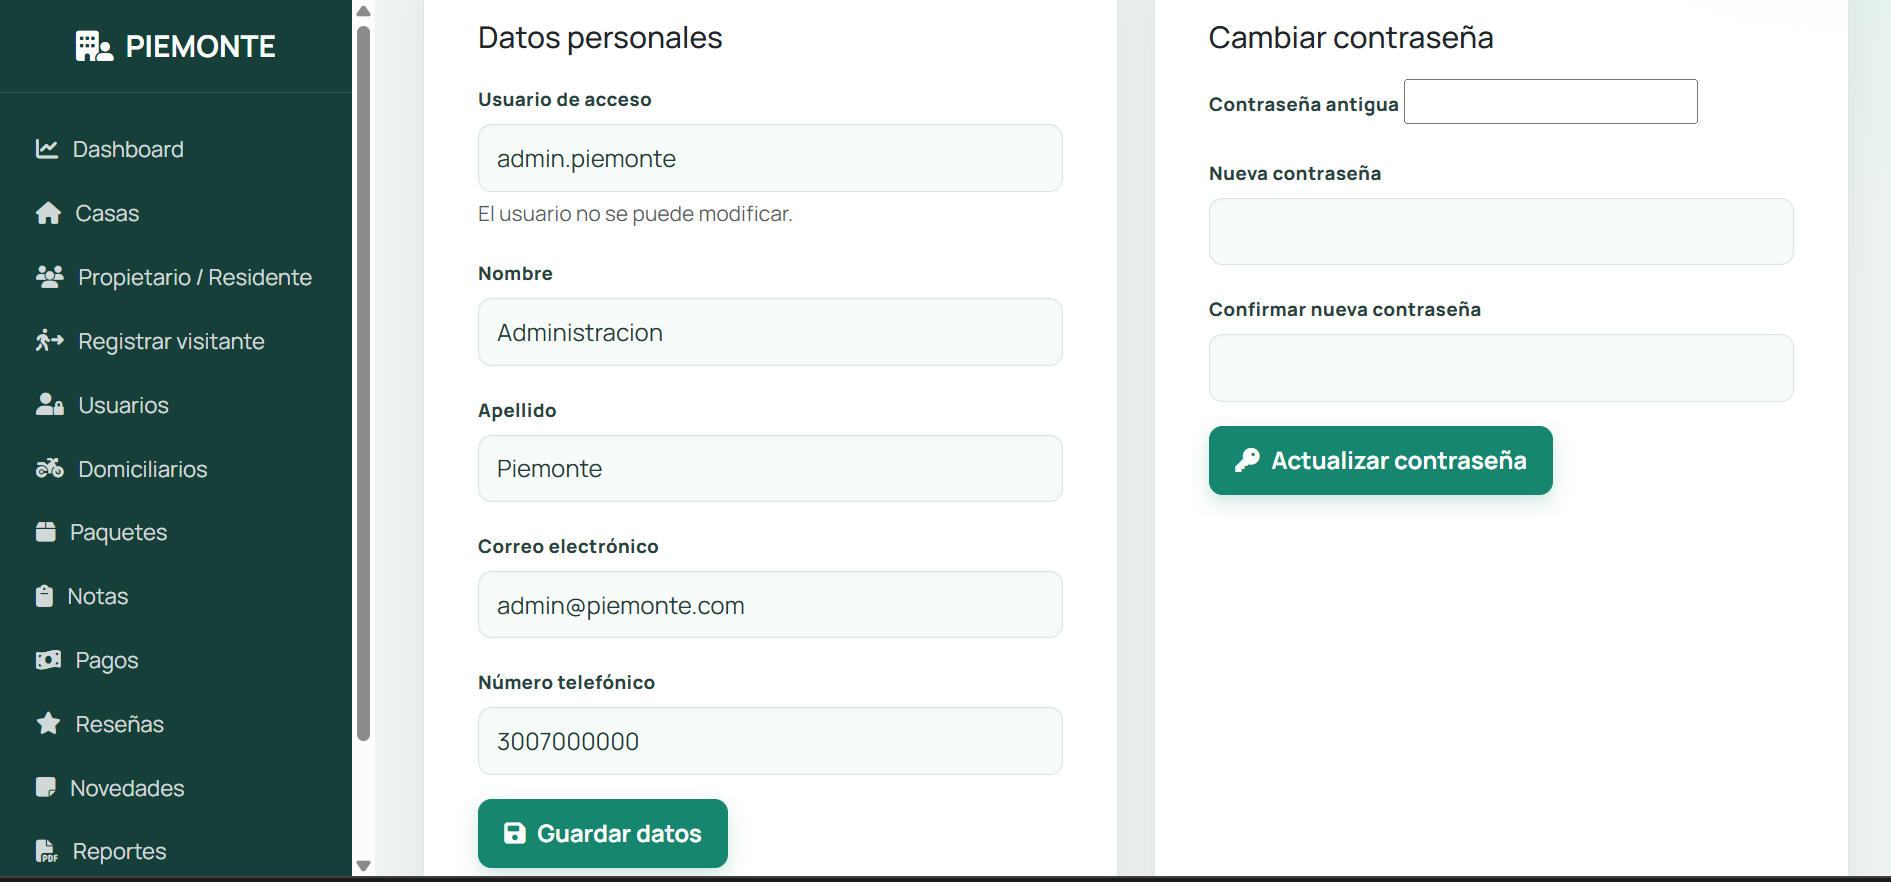 PIEMONTE
Dashboard
Casas
Propietario / Residente
Registrar visitante
Usuarios
Domiciliarios
Paquetes
Notas
Pagos
Reseñas
Novedades
PDF
Reportes
Datos personales
Usuario de acceso
admin.piemonte
El usuario no se puede modificar.
Nombre
Administracion
Apellido
Piemonte
Correo electrónico
admin@piemonte.com
Número telefónico
3007000000
Guardar datos
Cambiar contraseña
Contraseña antigua
Nueva contraseña
Confirmar nueva contraseña
Actualizar contraseña